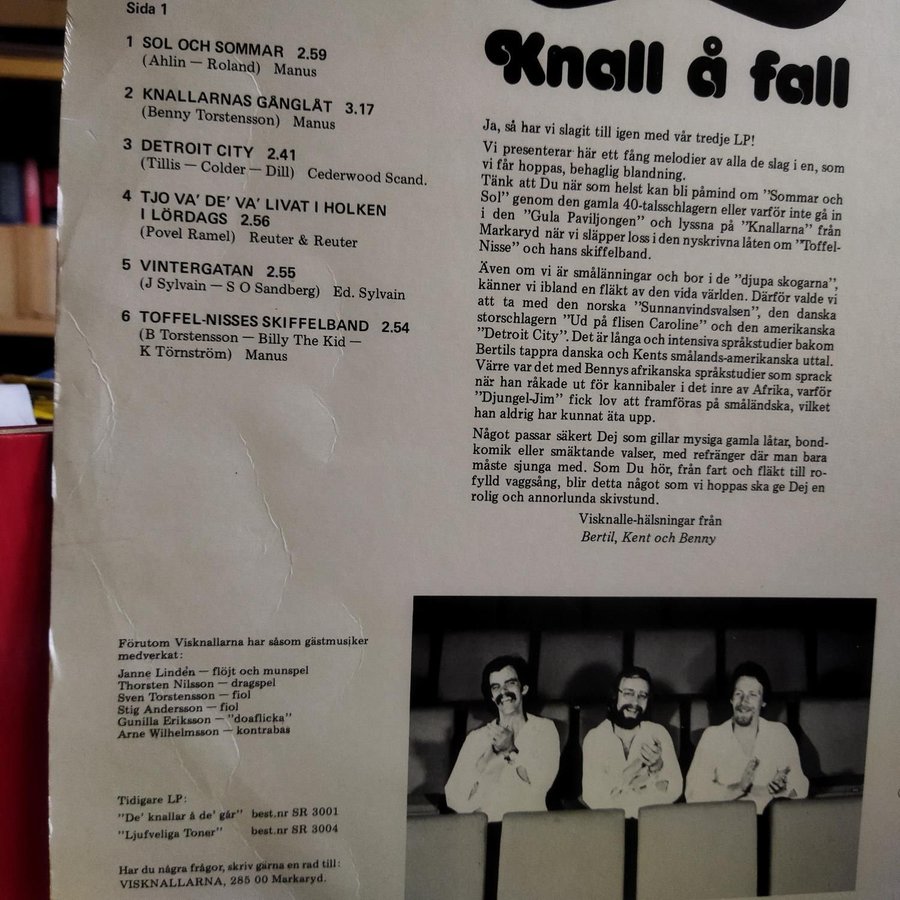 Sida 1
1 SOL OCH SOMMAR 2.59
(Ahlin — Roland) Manus
2 KNALLARNAS GÅNGLÅT 3.17
(Benny Torstensson) Manus
3 DETROIT CITY 2.41
(Tillis — Colder — Dill) Cederwood Scand.
4 TJO VA' DE' VA' LIVAT I HOLKEN
I LÖRDAGS 2.56
(Povel Ramel) Reuter & Reuter
5 VINTERGATAN 2.55
(J Sylvain — S O Sandberg) Ed. Sylvain
6 TOFFEL-NISSES SKIFFELBAND 2.54
(B Torstensson — Billy The Kid —
K Törnström) Manus
Knall å fall
Ja, så har vi slagit till igen med vår tredje LP!
Vi presenterar här ett fång melodier av alla de slag i en, som
vi får hoppas, behaglig blandning.
Tänk att Du när som helst kan bli påmind om "Sommar och
Sol" genom den gamla 40-talsschlagern eller varför inte gå in
i den "Gula Paviljongen" och lyssna på "Knallarna" från
Markaryd när vi släpper loss i den nyskrivna låten om "Toffel-
Nisse" och hans skiffelband.
Även om vi är smålänningar och bor i de "djupa skogarna",
känner vi ibland en fläkt av den vida världen. Därför valde vi
att ta med den norska "Sunnanvindsvalsen", den danska
storschlagern "Ud på flisen Caroline" och den amerikanska
"Detroit City". Det är långa och intensiva språkstudier bakom
Bertils tappra danska och Kents smålands-amerikanska uttal.
Värre var det med Bennys afrikanska språkstudier som sprack
när han råkade ut för kannibaler i det inre av Afrika, varför
"Djungel-Jim" fick lov att framföras på småländska, vilket
han aldrig har kunnat äta upp.
Något passar säkert Dej som gillar mysiga gamla låtar, bond-
komik eller smäktande valser, med refränger där man bara
måste sjunga med. Som Du hör, från fart och fläkt till ro-
fylld vaggsång, blir detta något som vi hoppas ska ge Dej en
rolig och annorlunda skivstund.
Visknalle-hälsningar från
Bertil, Kent och Benny
Förutom Visknallarna har såsom gästmusiker
medverkat:
Janne Lindén — flöjt och munspel
Thorsten Nilsson — dragspel
Sven Torstensson — fiol
Stig Andersson — fiol
Gunilla Eriksson — "doaflicka"
Arne Wilhelmsson — kontrabas
Tidigare LP:
"De' knallar å de' går" best.nr SR 3001
"Ljufveliga Toner" best.nr SR 3004
Har du några frågor, skriv gärna en rad till:
VISKNALLARNA, 285 00 Markaryd.